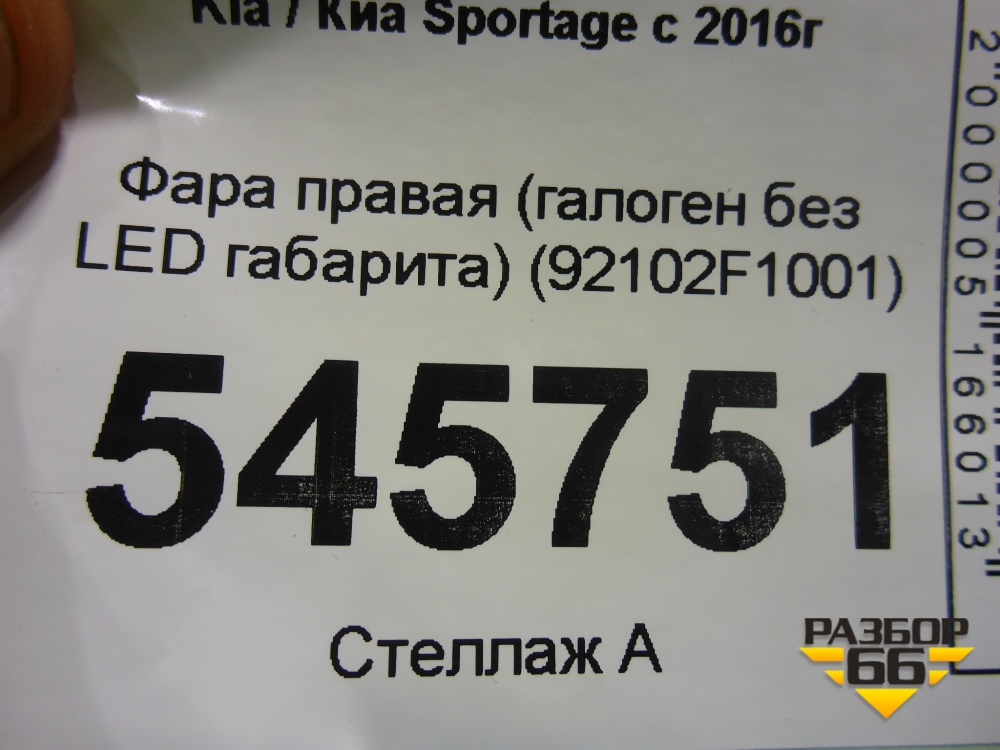 Kia / Киа Sportage с 2016г
Фара правая (галоген без
LED габарита) (92102F1001)
545751
Стеллаж А
2000005166013
РАЗБОР
66